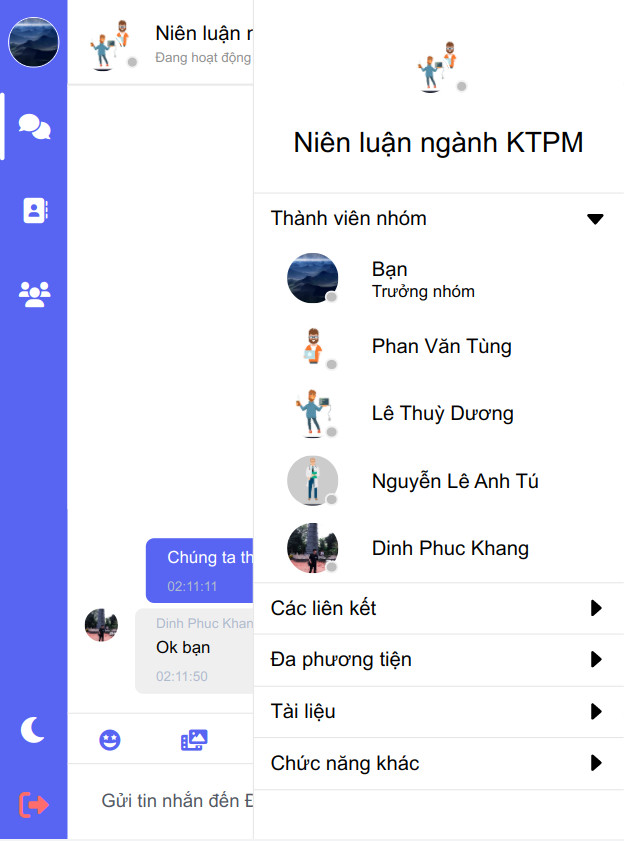 Niên luận r
Đang hoạt động
Chúng ta th
02:11:11
Dinh Phuc Khan
Ok bạn
02:11:50
Gửi tin nhắn đến Đ
Niên luận ngành KTPM
Thành viên nhóm
Bạn
Trưởng nhóm
Phan Văn Tùng
Lê Thuỳ Dương
Nguyễn Lê Anh Tú
Dinh Phuc Khang
Các liên kết
Đa phương tiện
Tài liệu
Chức năng khác